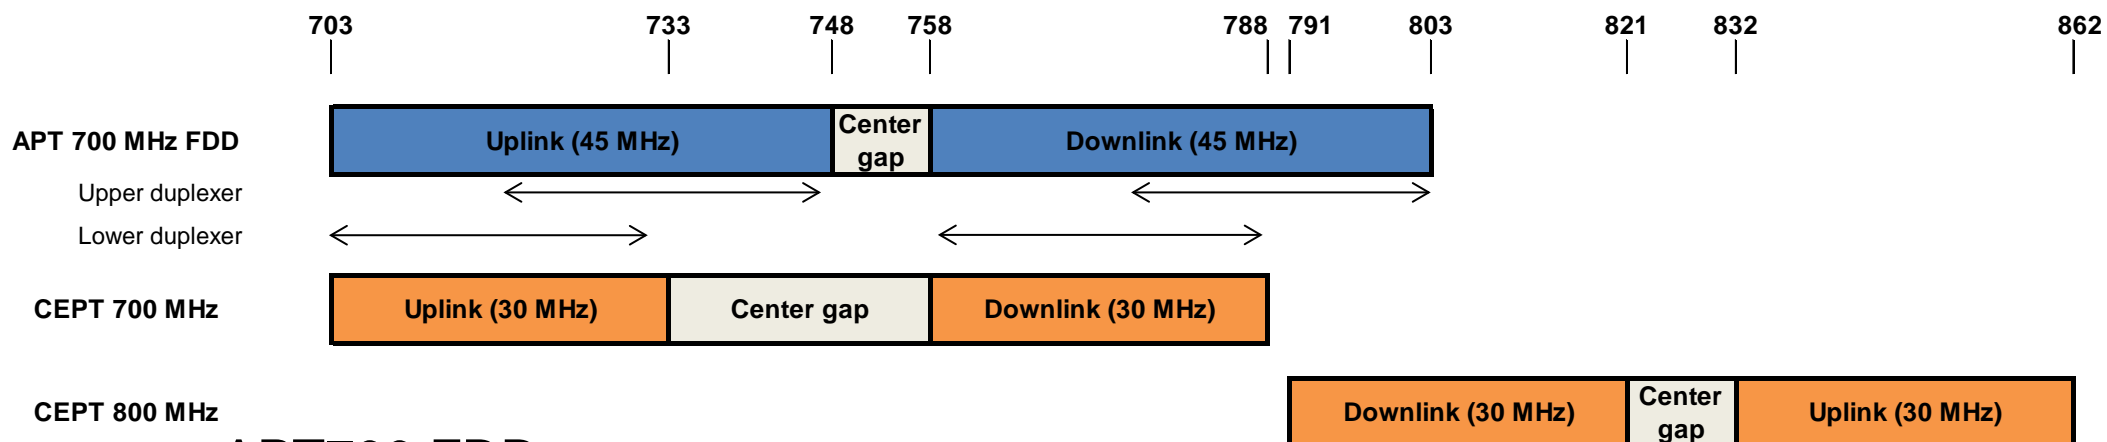 703 733 748 758 788 791 803 821 832 862
APT 700 MHz FDD
Uplink (45 MHz)
Center
gap
Downlink (45 MHz)
Upper duplexer
Lower duplexer
CEPT 700 MHz
Uplink (30 MHz)
Center gap
Downlink (30 MHz)
CEPT 800 MHz
Downlink (30 MHz)
Center
gap
Uplink (30 MHz)